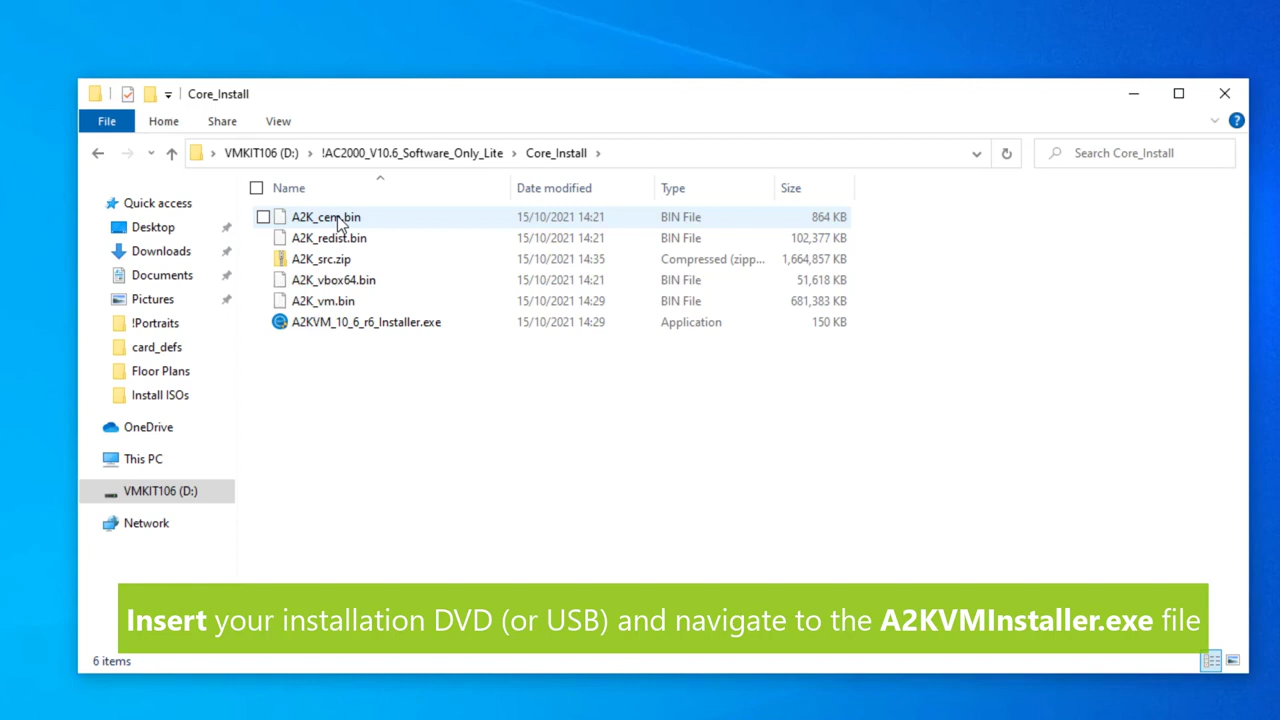 Core_Install
File Home Share View
VMKIT106 (D:) !AC2000_V10.6_Software_Only_Lite Core_Install Search Core_Install
Name Date modified Type Size
Quick access
Desktop
Downloads
Documents
Pictures
!Portraits
card_defs
Floor Plans
Install ISOs
OneDrive
This PC
VMKIT106 (D:)
Network
A2K_cem.bin 15/10/2021 14:21 BIN File 864 KB
A2K_redist.bin 15/10/2021 14:21 BIN File 102,377 KB
A2K_src.zip 15/10/2021 14:35 Compressed (zipp... 1,664,857 KB
A2K_vbox64.bin 15/10/2021 14:21 BIN File 51,618 KB
A2K_vm.bin 15/10/2021 14:29 BIN File 681,383 KB
A2KVM_10_6_r6_Installer.exe 15/10/2021 14:29 Application 150 KB
Insert your installation DVD (or USB) and navigate to the A2KVMInstaller.exe file
6 items